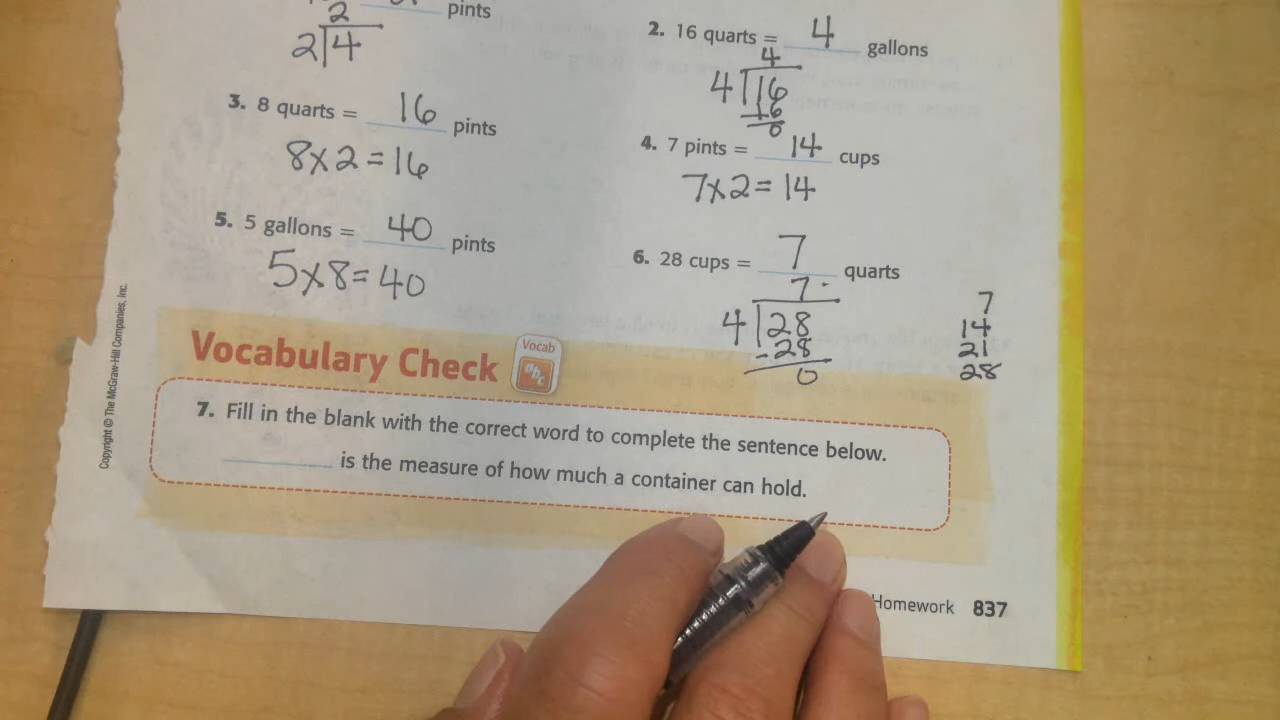 2
pints
2 4
2. 16 quarts = 4 gallons
4
4 16
16
0
3. 8 quarts = 16 pints
8x2=16
4. 7 pints = 14 cups
7x2=14
5. 5 gallons = 40 pints
5x8=40
6. 28 cups = 7 quarts
7
4 28
-28
0
7
14
21
28
Vocabulary Check
Vocab
abc
7. Fill in the blank with the correct word to complete the sentence below.
is the measure of how much a container can hold.
Homework 837
Copyright © The McGraw-Hill Companies, Inc.